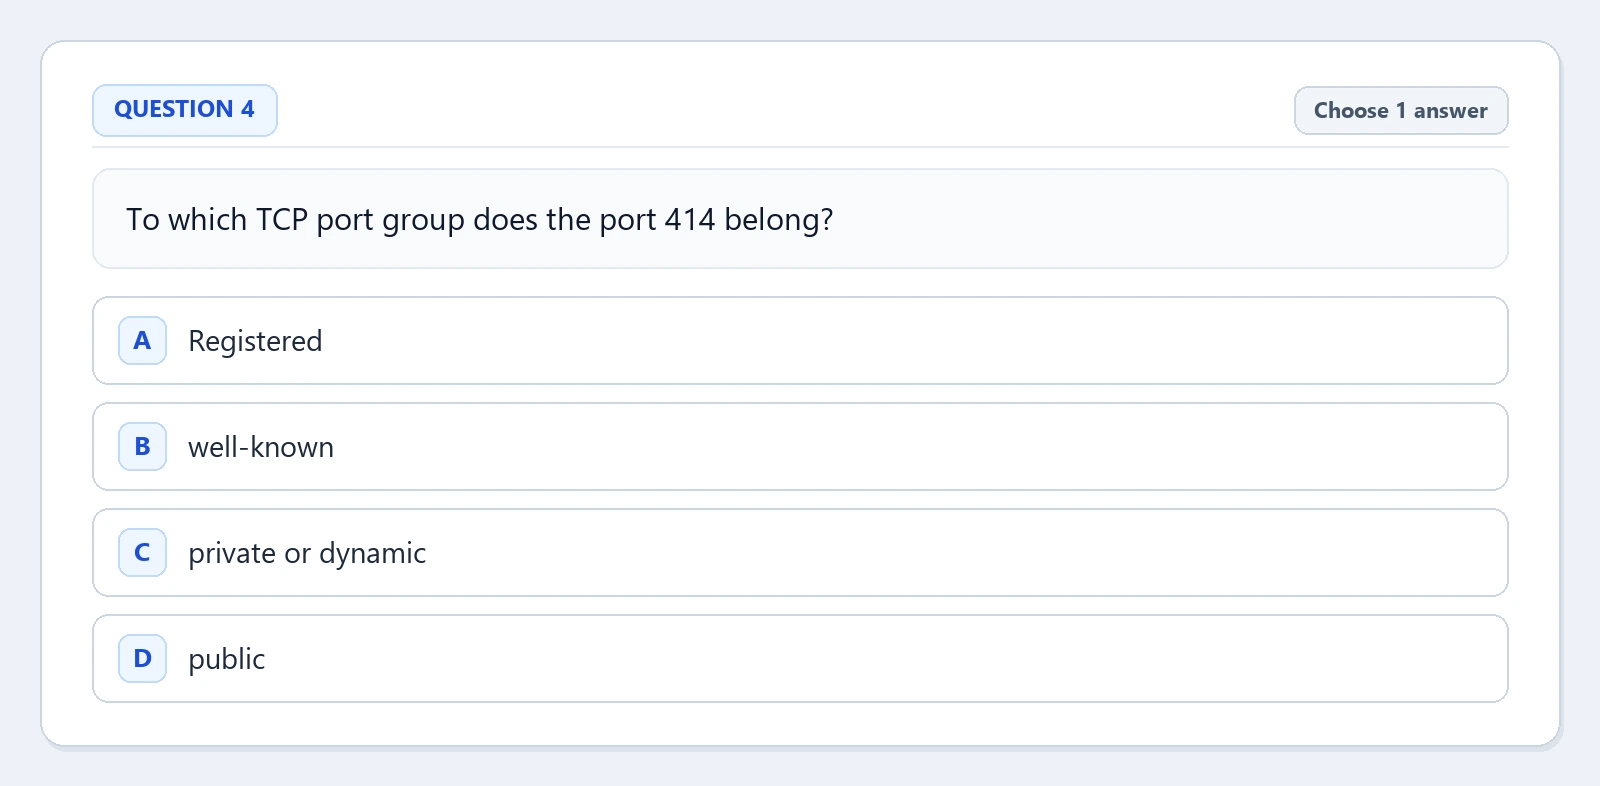 QUESTION 4
Choose 1 answer
To which TCP port group does the port 414 belong?
A Registered
B well-known
C private or dynamic
D public